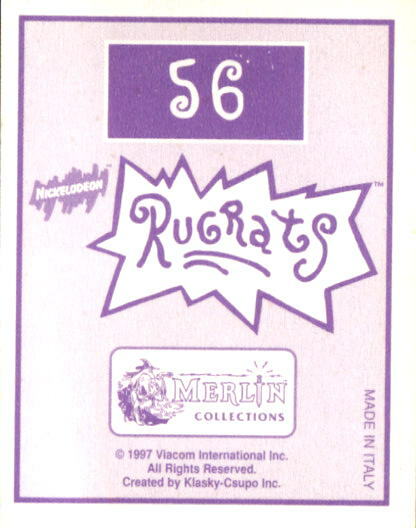 56
NICKELODEON
™
RUGRatS ™
MERLIN
COLLECTIONS
© 1997 Viacom International Inc.
All Rights Reserved.
Created by Klasky-Csupo Inc.
MADE IN ITALY